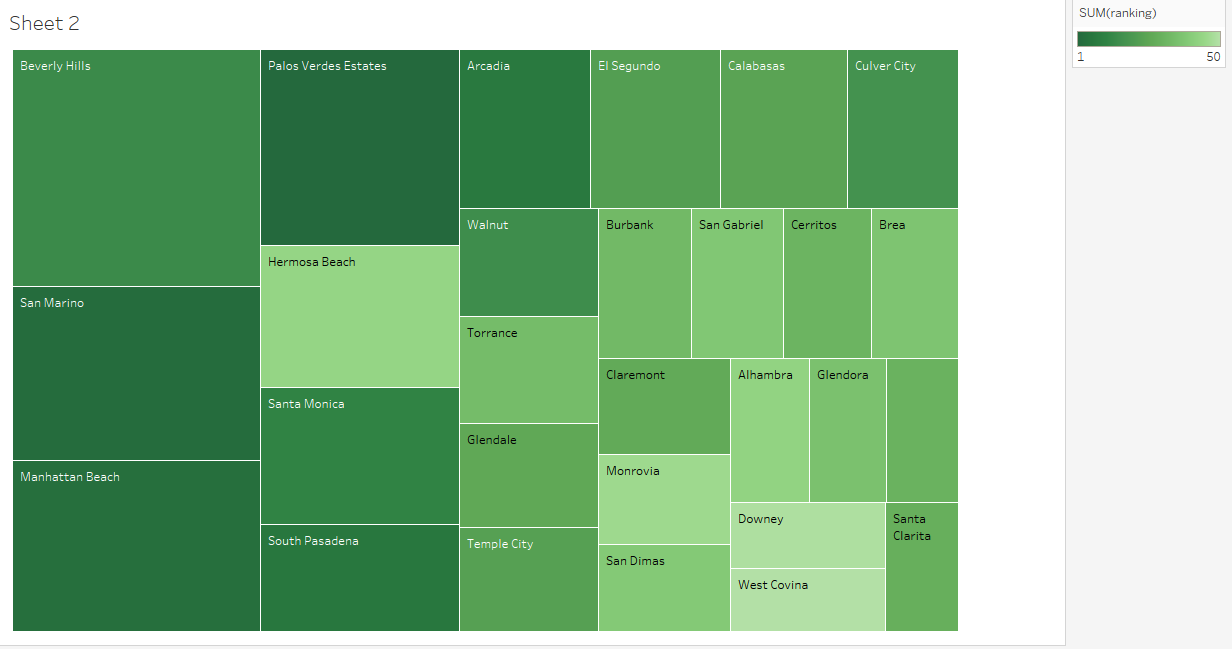 Sheet 2
SUM(ranking)
1 50
Beverly Hills
San Marino
Manhattan Beach
Palos Verdes Estates
Hermosa Beach
Santa Monica
South Pasadena
Arcadia
El Segundo
Calabasas
Culver City
Walnut
Torrance
Glendale
Temple City
Burbank
San Gabriel
Cerritos
Brea
Claremont
Monrovia
San Dimas
Alhambra
Glendora
Downey
West Covina
Santa
Clarita